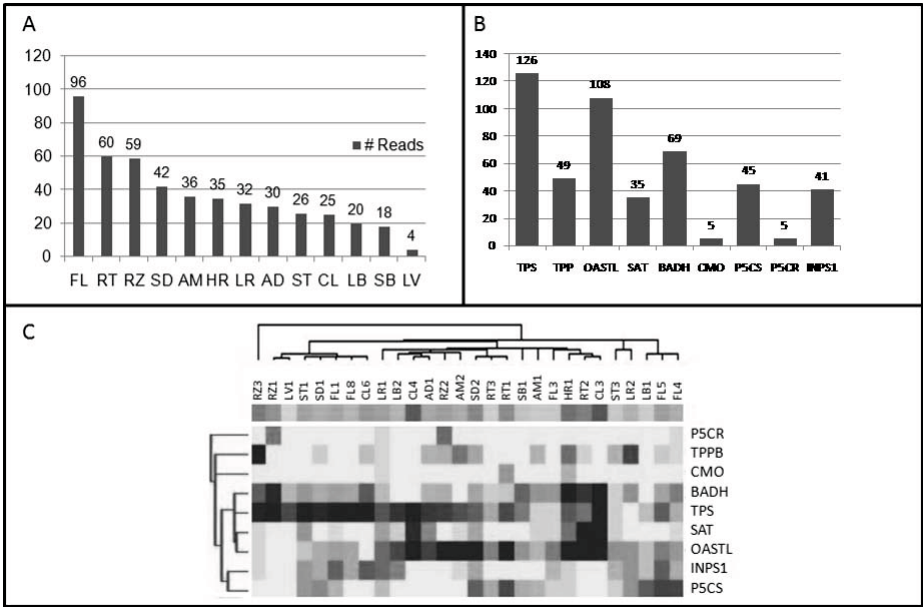 A
120
100
80
60
40
20
0
96
60
59
42
36
35
32
30
26
25
20
18
4
# Reads
FL RT RZ SD AM HR LR AD ST CL LB SB LV
B
140
120
100
80
60
40
20
0
126
49
108
35
69
5
45
5
41
TPS TPP OASTL SAT BADH CMO P5CS P5CR INPS1
C
RZ3 RZ1 LV1 ST1 SD1 FL1 FL8 CL6 LR1 LB2 CL4 AD1 RZ2 AM2 SD2 RT3 RT1 SB1 AM1 FL3 HR1 RT2 CL3 ST3 LR2 LB1 FL5 FL4
P5CR
TPPB
CMO
BADH
TPS
SAT
OASTL
INPS1
P5CS